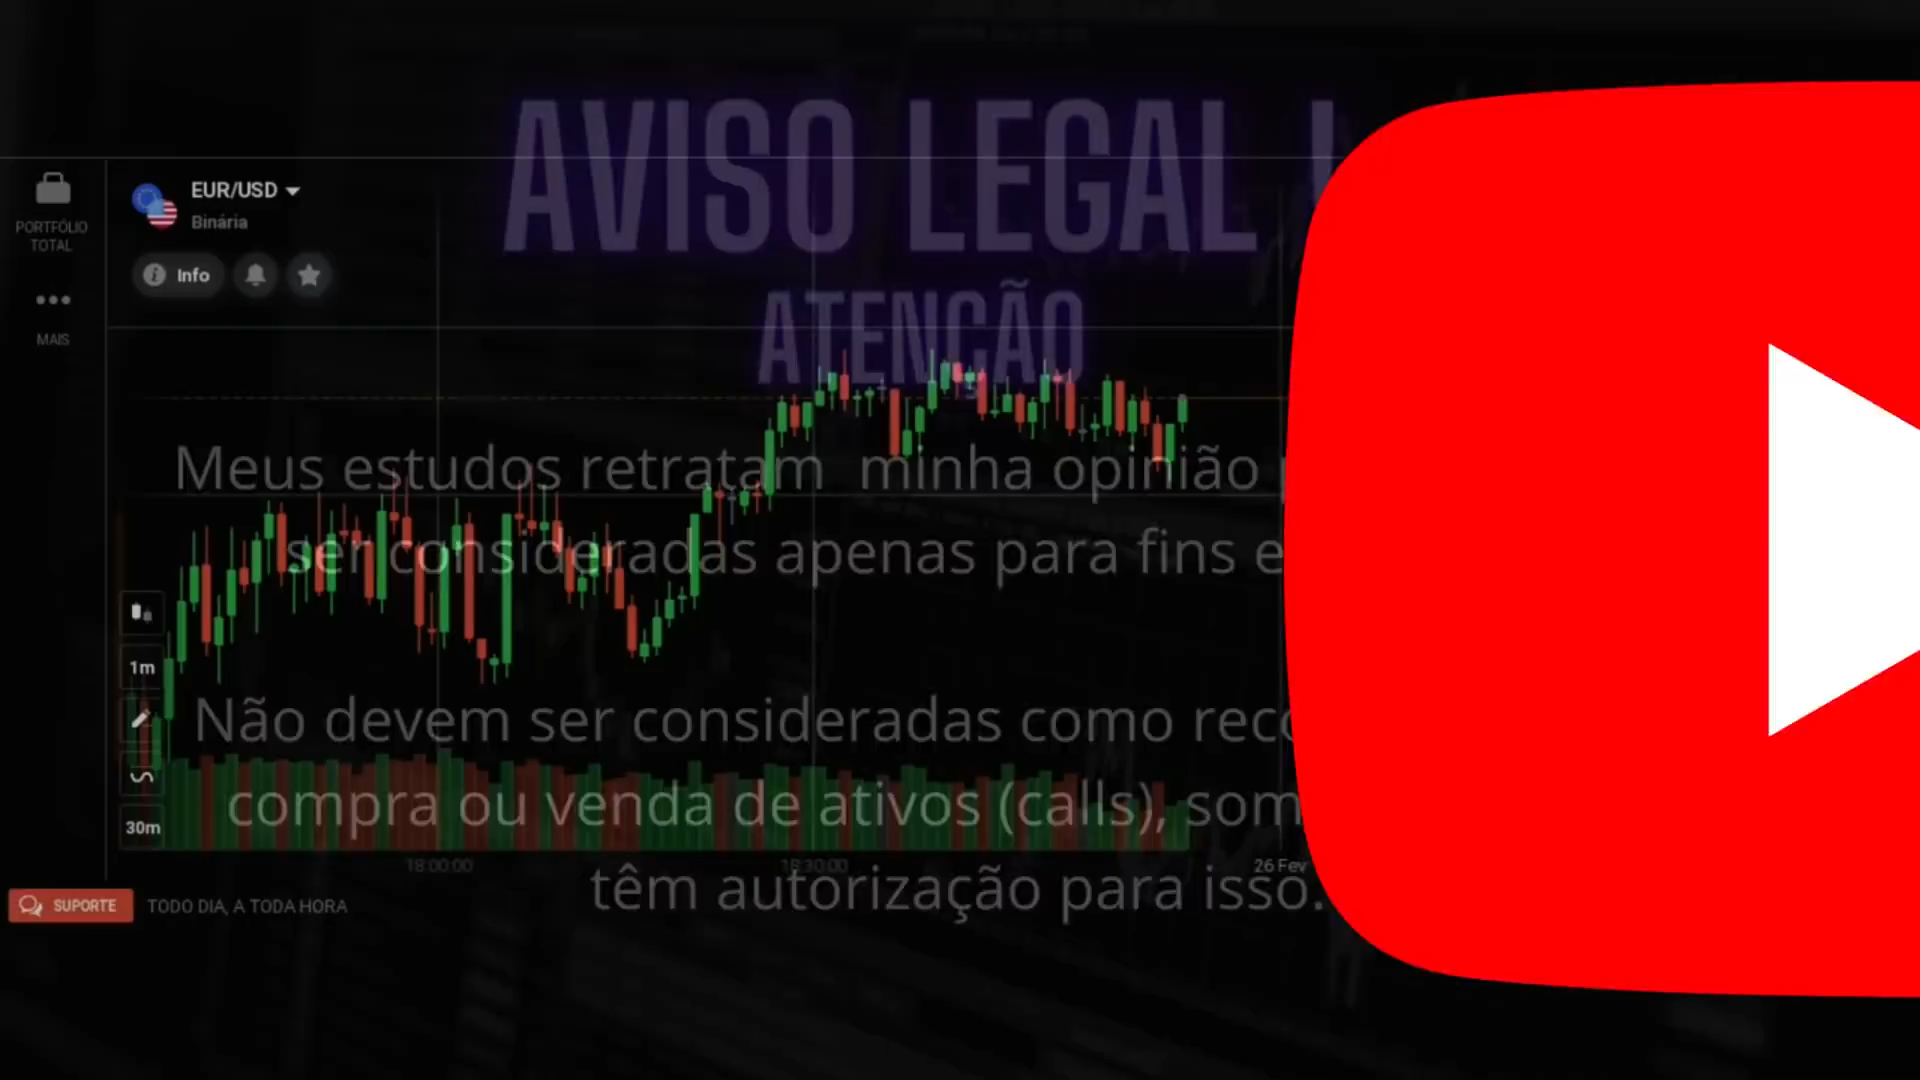 AVISO LEGAL !
ATENÇÃO
EUR/USD
Binária
PORTFÓLIO
TOTAL
Info
MAIS
Meus estudos retratam minha opinião
ser consideradas apenas para fins
1m
Não devem ser consideradas como
compra ou venda de ativos (calls),
30m
18:00:00 18:30:00 26 Fev
têm autorização para isso.
SUPORTE TODO DIA, A TODA HORA